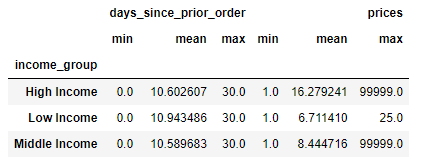 days_since_prior_order prices
min mean max min mean max
income_group
High Income 0.0 10.602607 30.0 1.0 16.279241 99999.0
Low Income 0.0 10.943486 30.0 1.0 6.711410 25.0
Middle Income 0.0 10.589683 30.0 1.0 8.444716 99999.0